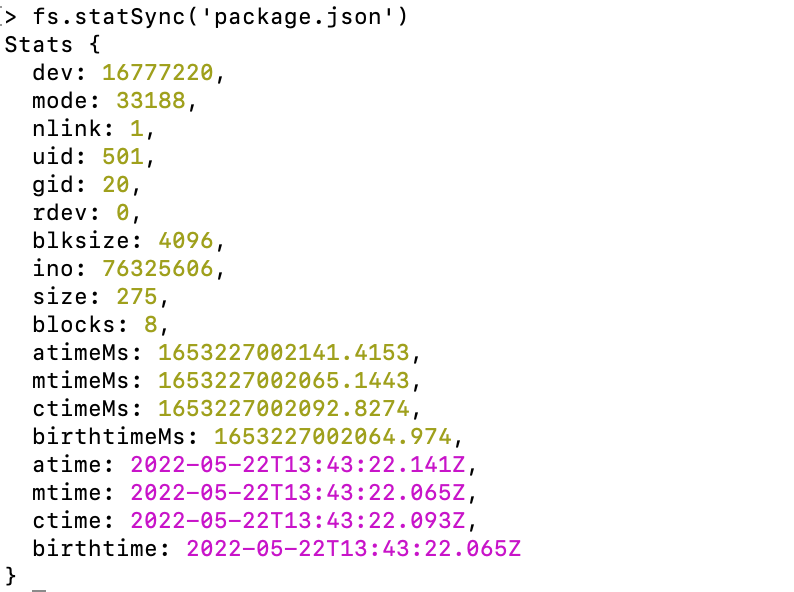 > fs.statSync('package.json')
Stats {
  dev: 16777220,
  mode: 33188,
  nlink: 1,
  uid: 501,
  gid: 20,
  rdev: 0,
  blksize: 4096,
  ino: 76325606,
  size: 275,
  blocks: 8,
  atimeMs: 1653227002141.4153,
  mtimeMs: 1653227002065.1443,
  ctimeMs: 1653227002092.8274,
  birthtimeMs: 1653227002064.974,
  atime: 2022-05-22T13:43:22.141Z,
  mtime: 2022-05-22T13:43:22.065Z,
  ctime: 2022-05-22T13:43:22.093Z,
  birthtime: 2022-05-22T13:43:22.065Z
}